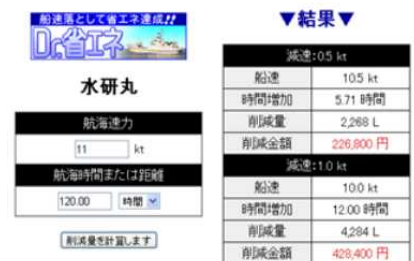 船速落として省エネ達成!!
Dr.省エネ
水研丸
航海速力
11 kt
航海時間または距離
120.00 時間
削減量を計算します
▼結果▼
減速:0.5 kt
船速 10.5 kt
時間増加 5.71 時間
削減量 2,268 L
削減金額 226,800 円
減速:1.0 kt
船速 10.0 kt
時間増加 12.00 時間
削減量 4,284 L
削減金額 428,400 円